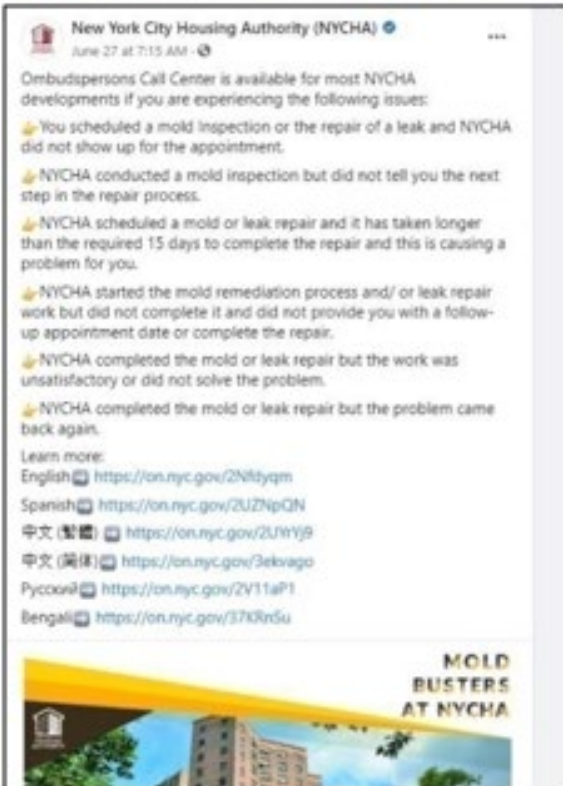 New York City Housing Authority (NYCHA)
June 27 at 7:15 AM ·
Ombudspersons Call Center is available for most NYCHA
developments if you are experiencing the following issues:
👉You scheduled a mold Inspection or the repair of a leak and NYCHA
did not show up for the appointment.
👉NYCHA conducted a mold inspection but did not tell you the next
step in the repair process.
👉NYCHA scheduled a mold or leak repair and it has taken longer
than the required 15 days to complete the repair and this is causing a
problem for you.
👉NYCHA started the mold remediation process and/ or leak repair
work but did not complete it and did not provide you with a follow-
up appointment date or complete the repair.
👉NYCHA completed the mold or leak repair but the work was
unsatisfactory or did not solve the problem.
👉NYCHA completed the mold or leak repair but the problem came
back again.
Learn more:
English➡️
Spanish➡️ https://on.nyc.gov/2UZNpQN
中文 (繁體) ➡️ https://on.nyc.gov/2UYrYj9
中文 (简体)➡️ https://on.nyc.gov/3ekvago
Русский➡️ https://on.nyc.gov/2V11aP1
Bengali➡️ https://on.nyc.gov/37KRnSu
MOLD
BUSTERS
AT NYCHA